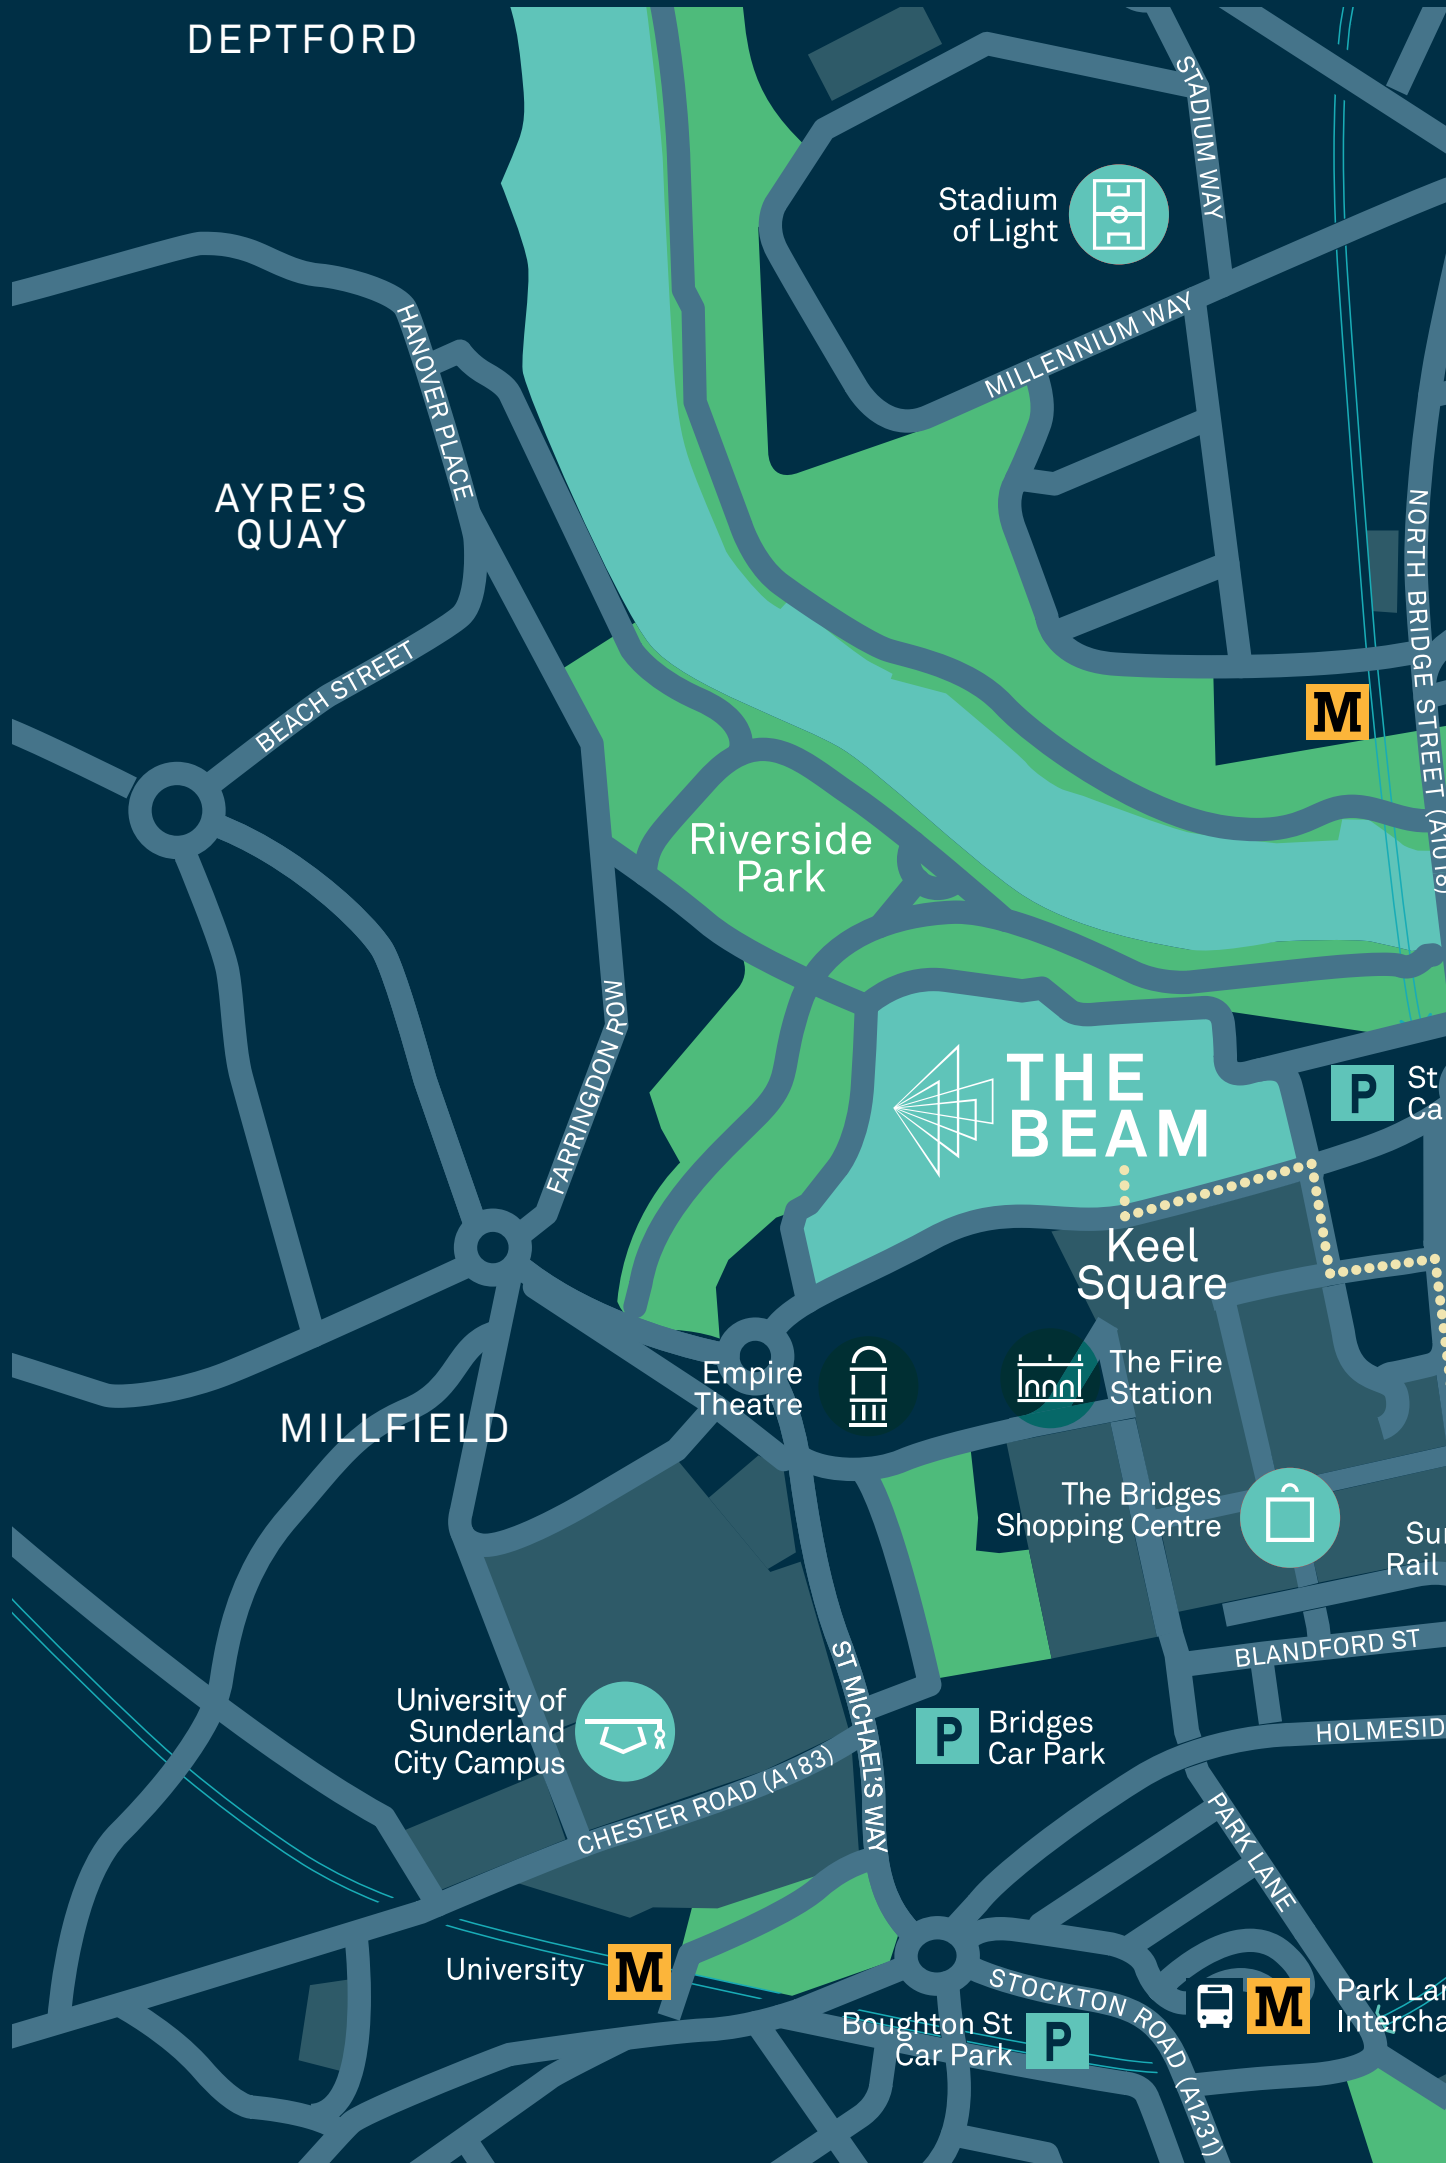 DEPTFORD
STADIUM WAY
Stadium
of Light
MILLENNIUM WAY
HANOVER PLACE
AYRE'S
QUAY
NORTH BRIDGE STREET (A1018)
BEACH STREET
M
Riverside
Park
FARRINGDON ROW
THE
BEAM
P
St
Ca
Keel
Square
Empire
Theatre
The Fire
Station
MILLFIELD
The Bridges
Shopping Centre
Rail
BLANDFORD ST
ST MICHAEL'S WAY
University of
Sunderland
City Campus
P
Bridges
Car Park
HOLMESID
CHESTER ROAD (A183)
PARK LANE
University
M
STOCKTON ROAD (A1231)
M
Park Lan
Intercha
Boughton St
Car Park
P